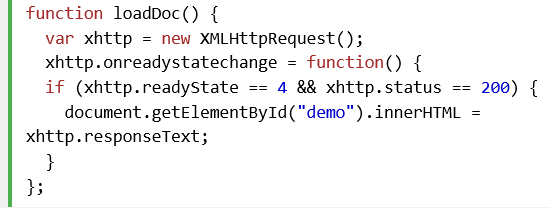 function loadDoc() {
  var xhttp = new XMLHttpRequest();
  xhttp.onreadystatechange = function() {
  if (xhttp.readyState == 4 && xhttp.status == 200) {
    document.getElementById("demo").innerHTML =
xhttp.responseText;
  }
};